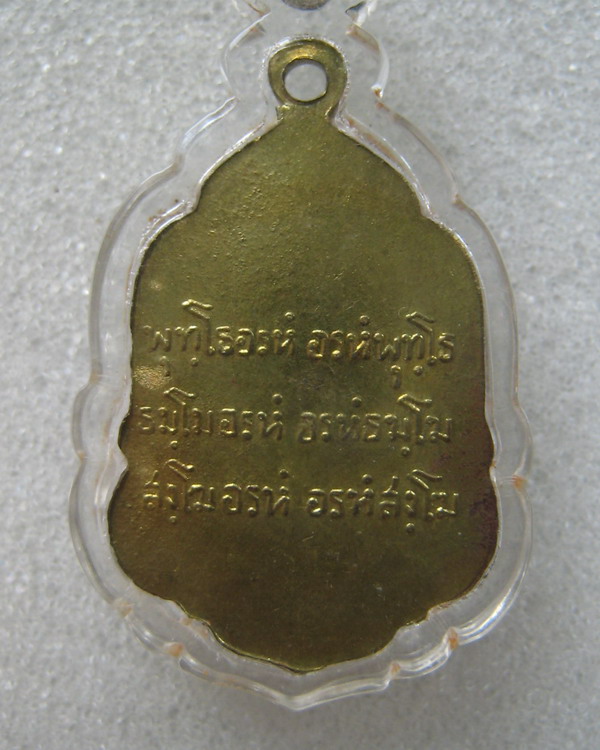 พุทฺโธอรหํ อรหํพุทฺโธ
ธมฺโมอรหํ อรหํธมฺโม
สงฺโฆอรหํ อรหํสงฺโฆ